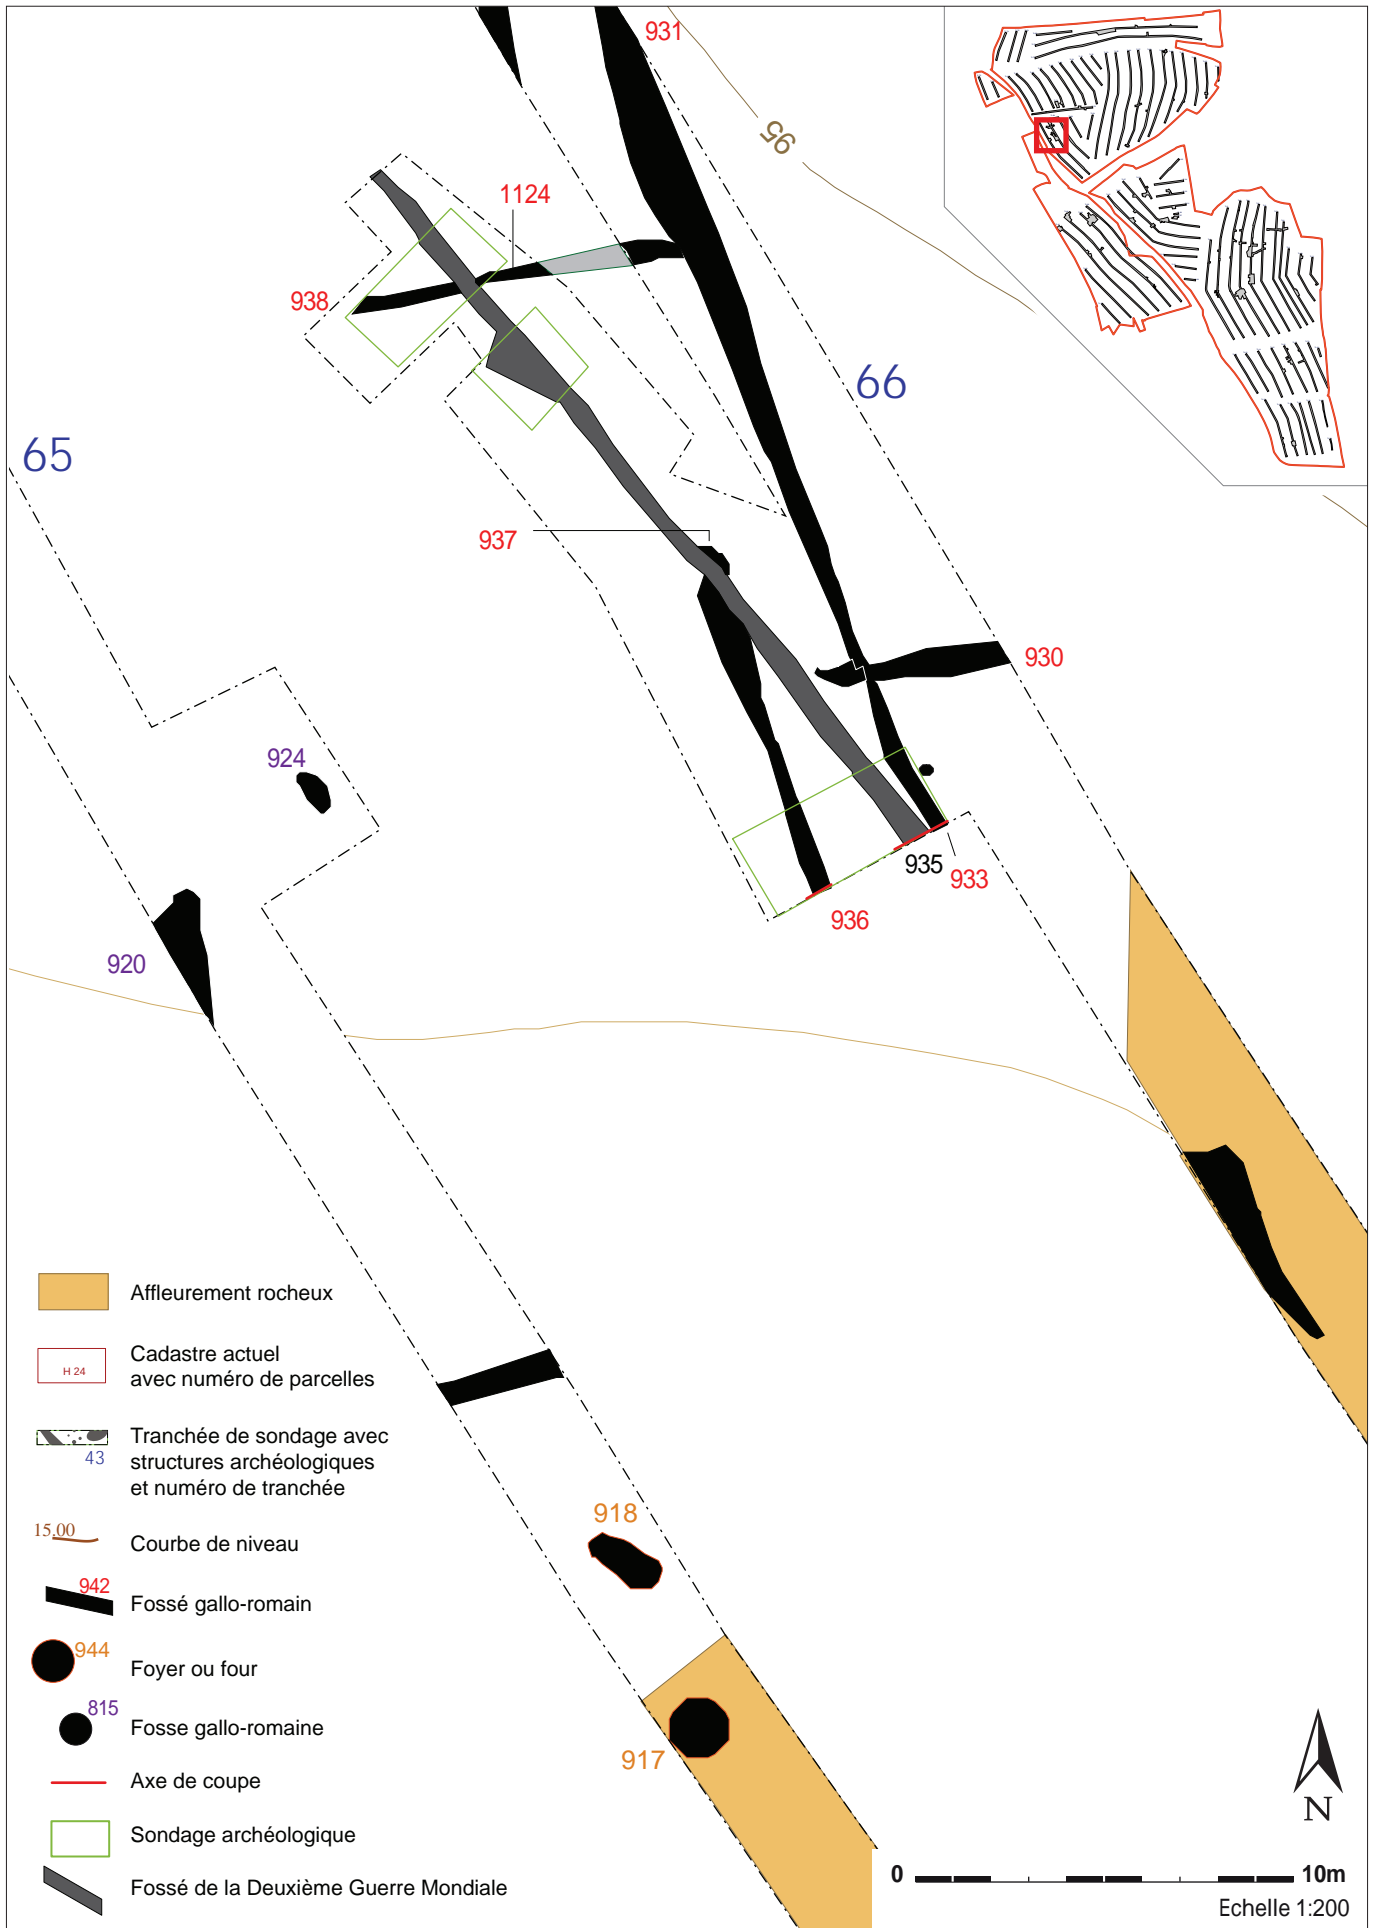 931
95
1124
938
66
65
937
930
924
935
933
936
920
Affleurement rocheux
H 24
Cadastre actuel
avec numéro de parcelles
43
Tranchée de sondage avec
structures archéologiques
et numéro de tranchée
918
15.00
Courbe de niveau
942
Fossé gallo-romain
944
Foyer ou four
815
Fosse gallo-romaine
917
Axe de coupe
N
Sondage archéologique
0 10m
Fossé de la Deuxième Guerre Mondiale
Echelle 1:200